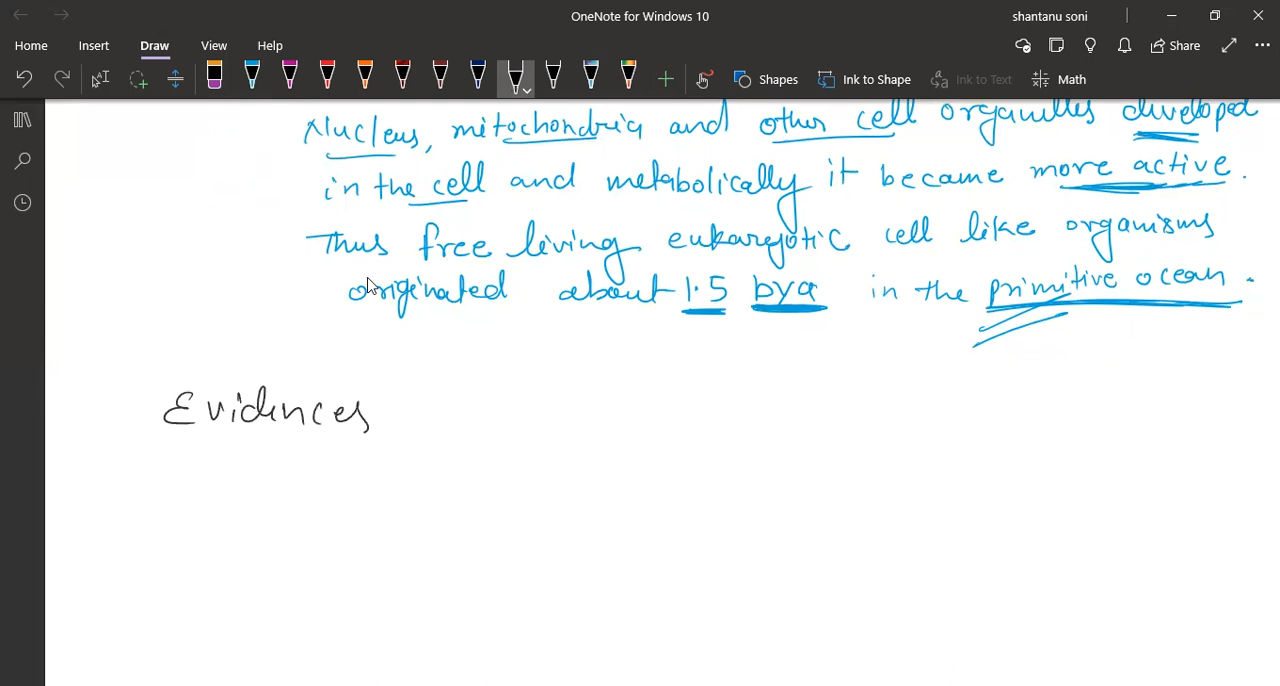 OneNote for Windows 10
shantanu soni
Home Insert Draw View Help
Share
Shapes Ink to Shape Ink to Text Math
Nucleus, mitochondria and other cell organelles developed
in the cell and metabolically it became more active.
Thus free living eukaryotic cell like organisms
originated about 1.5 bya in the primitive ocean.
Evidences